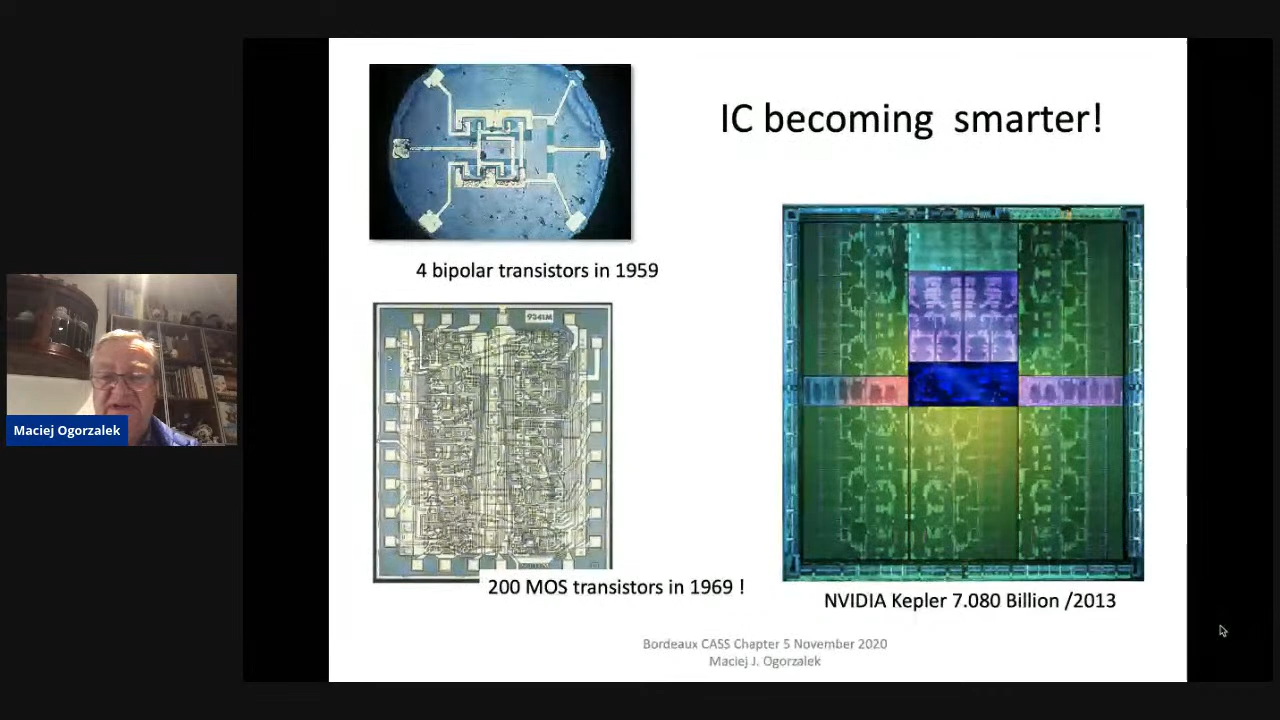 IC becoming smarter!
4 bipolar transistors in 1959
9341M
200 MOS transistors in 1969 !
NVIDIA Kepler 7.080 Billion /2013
Bordeaux CASS Chapter 5 November 2020
Maciej J. Ogorzalek
Maciej Ogorzalek